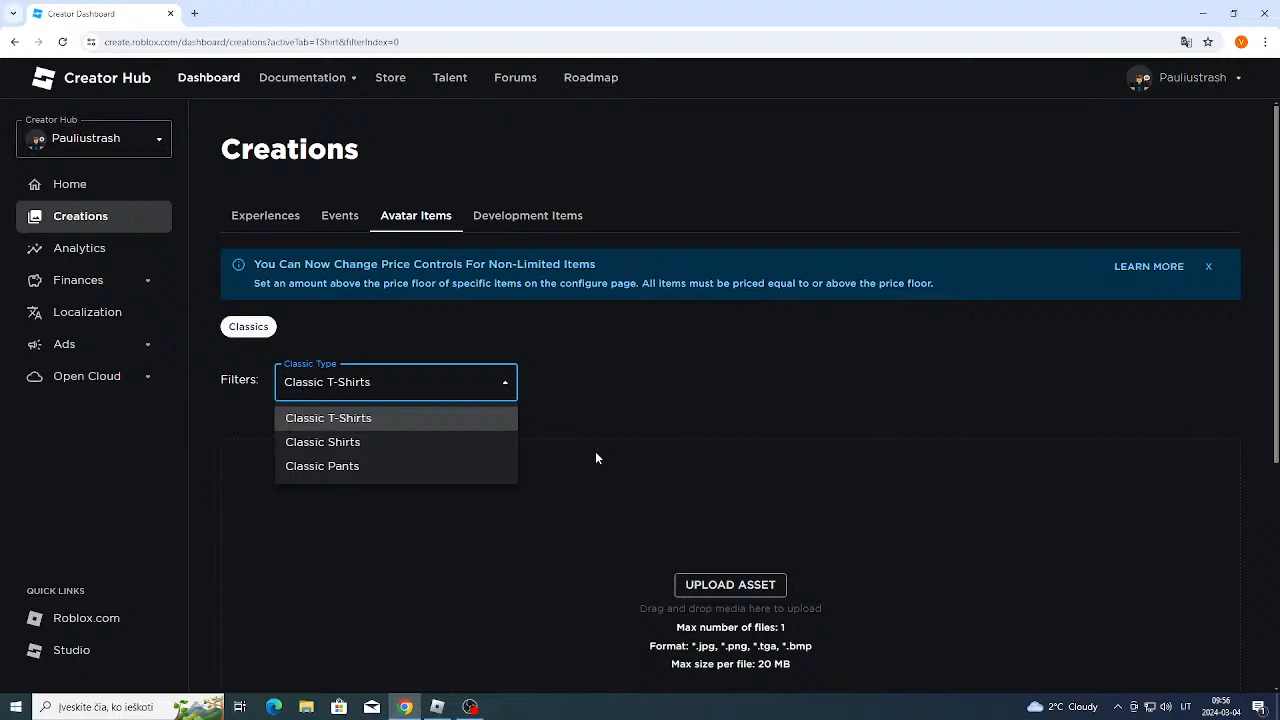 Creator Dashboard
create.roblox.com/dashboard/creations?activeTab=TShirt&filterIndex=0
V
Creator Hub
Dashboard
Documentation
Store
Talent
Forums
Roadmap
Pauliustrash
Creator Hub
Pauliustrash
Home
Creations
Analytics
Finances
Localization
Ads
Open Cloud
QUICK LINKS
Roblox.com
Studio
Creations
Experiences
Events
Avatar Items
Development Items
You Can Now Change Price Controls For Non-Limited Items
Set an amount above the price floor of specific items on the configure page. All items must be priced equal to or above the price floor.
LEARN MORE
X
Classics
Filters:
Classic Type
Classic T-Shirts
Classic T-Shirts
Classic Shirts
Classic Pants
UPLOAD ASSET
Drag and drop media here to upload
Max number of files: 1
Format: *.jpg, *.png, *.tga, *.bmp
Max size per file: 20 MB
Įveskite čia, ko ieškoti
2°C Cloudy
LIT
09:56
2024-03-04